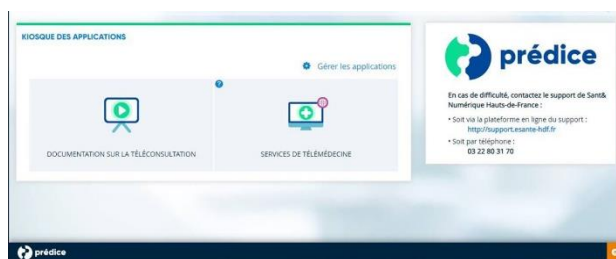 KIOSQUE DES APPLICATIONS
Gérer les applications
DOCUMENTATION SUR LA TÉLÉCONSULTATION
SERVICES DE TÉLÉMÉDECINE
prédice
En cas de difficulté, contactez le support de Sant&
Numérique Hauts-de-France :
• Soit via la plateforme en ligne du support :
http://support.esante-hdf.fr
• Soit par téléphone :
03 22 80 31 70
prédice